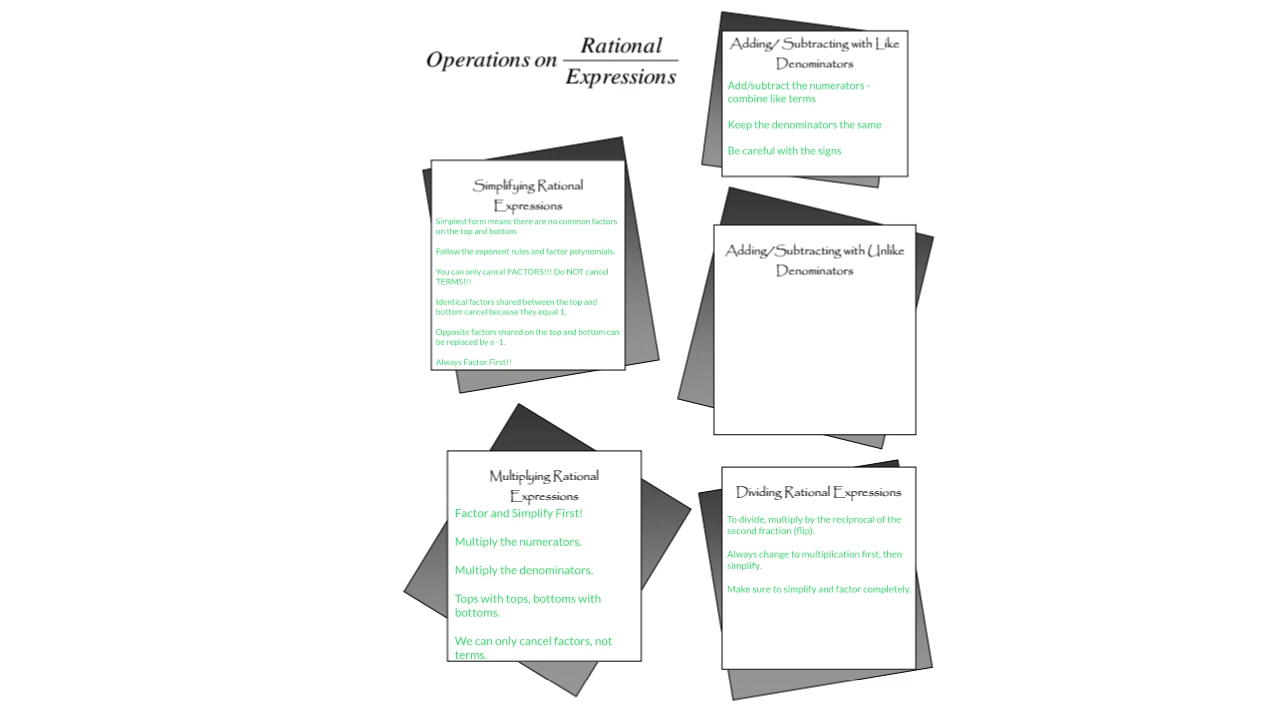 Operations on Rational
Expressions
Adding/ Subtracting with Like
Denominators
Add/subtract the numerators -
combine like terms
Keep the denominators the same
Be careful with the signs
Simplifying Rational
Expressions
Simplest form means there are no common factors
on the top and bottom.
Follow the exponent rules and factor polynomials.
You can only cancel FACTORS!!! Do NOT cancel
TERMS!!!
Identical factors shared between the top and
bottom cancel because they equal 1.
Opposite factors shared on the top and bottom can
be replaced by a -1.
Always Factor First!!
Adding/Subtracting with Unlike
Denominators
Multiplying Rational
Expressions
Factor and Simplify First!
Multiply the numerators.
Multiply the denominators.
Tops with tops, bottoms with
bottoms.
We can only cancel factors, not
terms.
Dividing Rational Expressions
To divide, multiply by the reciprocal of the
second fraction (flip).
Always change to multiplication first, then
simplify.
Make sure to simplify and factor completely.